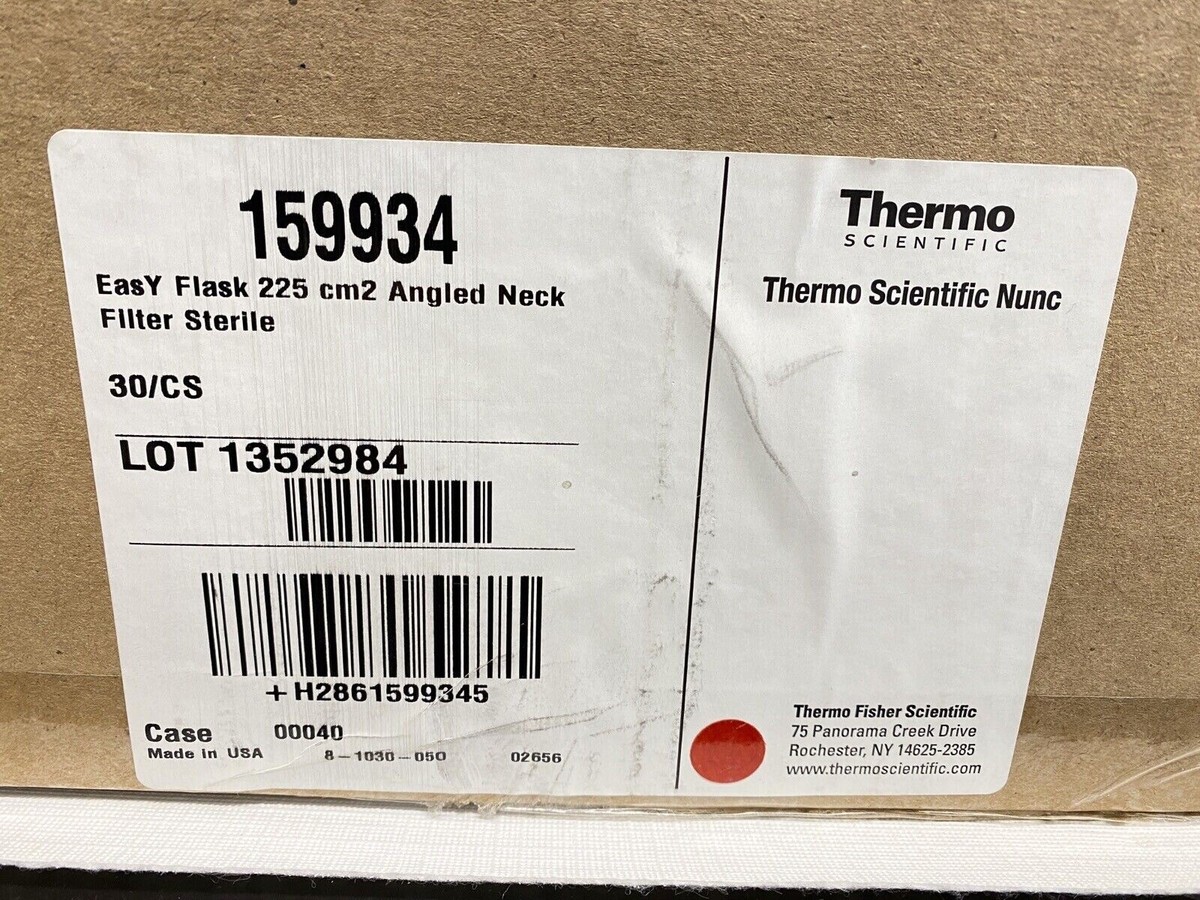 159934
EasY Flask 225 cm2 Angled Neck
Filter Sterile
30/CS
LOT 1352984
+H2861599345
Case 00040
Made in USA 8-1030-050 02656
Thermo
SCIENTIFIC
Thermo Scientific Nunc
Thermo Fisher Scientific
75 Panorama Creek Drive
Rochester, NY 14625-2385
www.thermoscientific.com